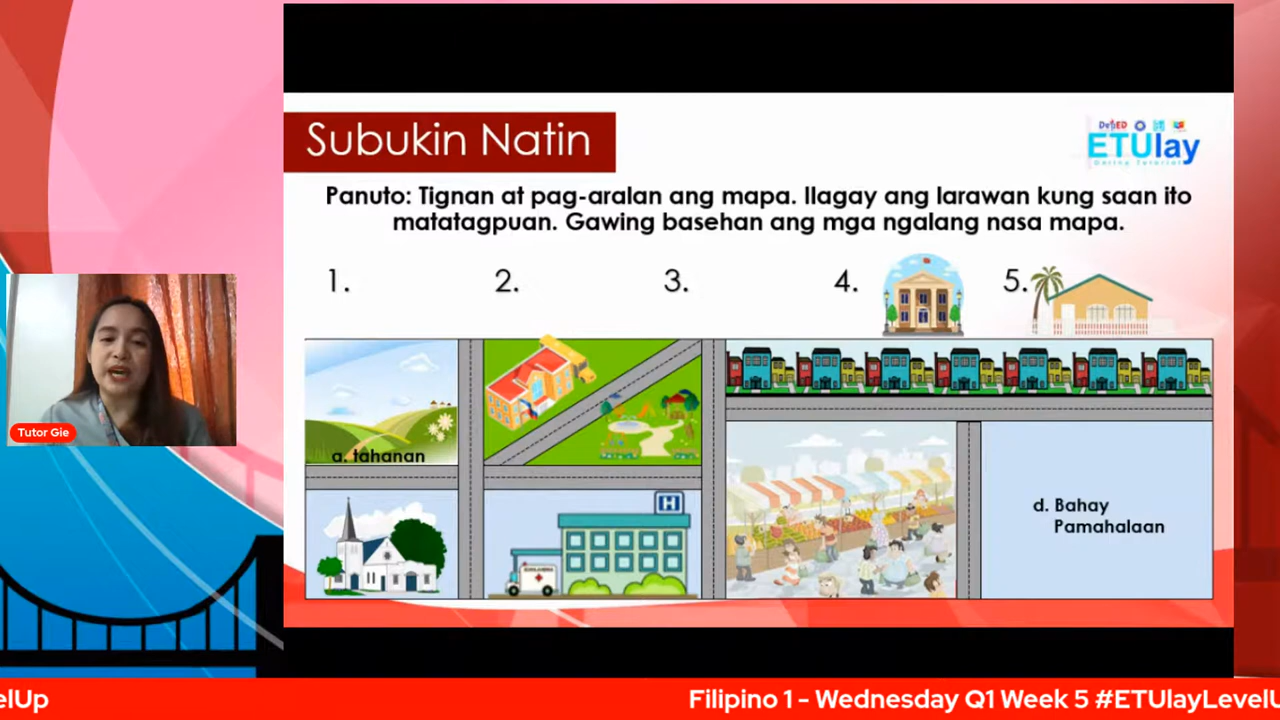 Subukin Natin
DepED
ETUlay
Online Tutorial
Panuto: Tignan at pag-aralan ang mapa. Ilagay ang larawan kung saan ito
matatagpuan. Gawing basehan ang mga ngalang nasa mapa.
1.
2.
3.
4.
5.
a. tahanan
H
d. Bahay
Pamahalaan
Tutor Gie
elUp
Filipino 1 - Wednesday Q1 Week 5 #ETUlayLevelU